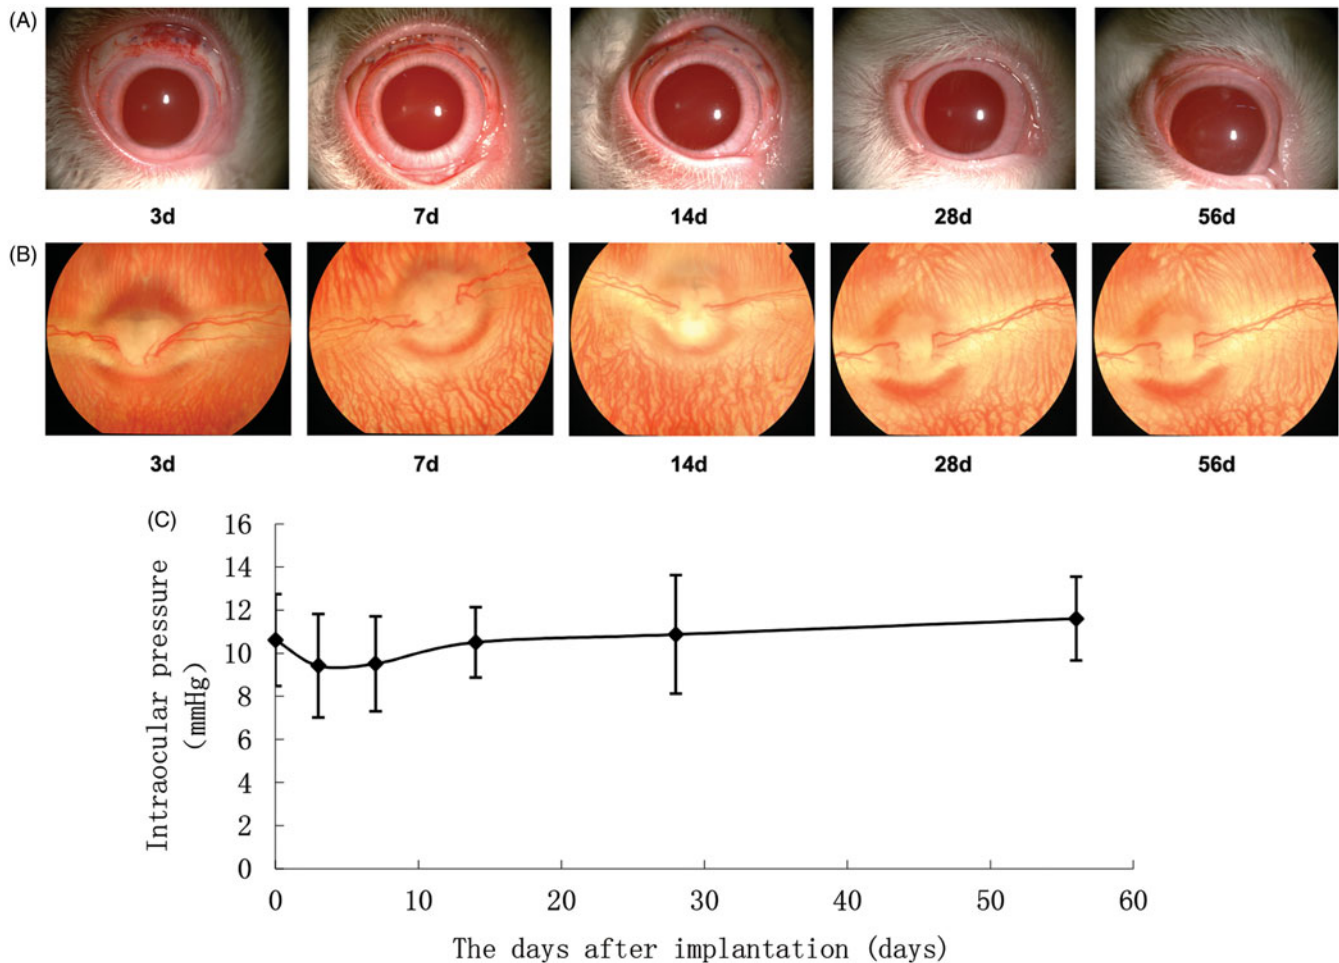 (A)
3d 7d 14d 28d 56d
(B)
3d 7d 14d 28d 56d
(C)
16
14
12
10
8
6
4
2
0
Intraocular pressure
(mmHg)
0 10 20 30 40 50 60
The days after implantation (days)